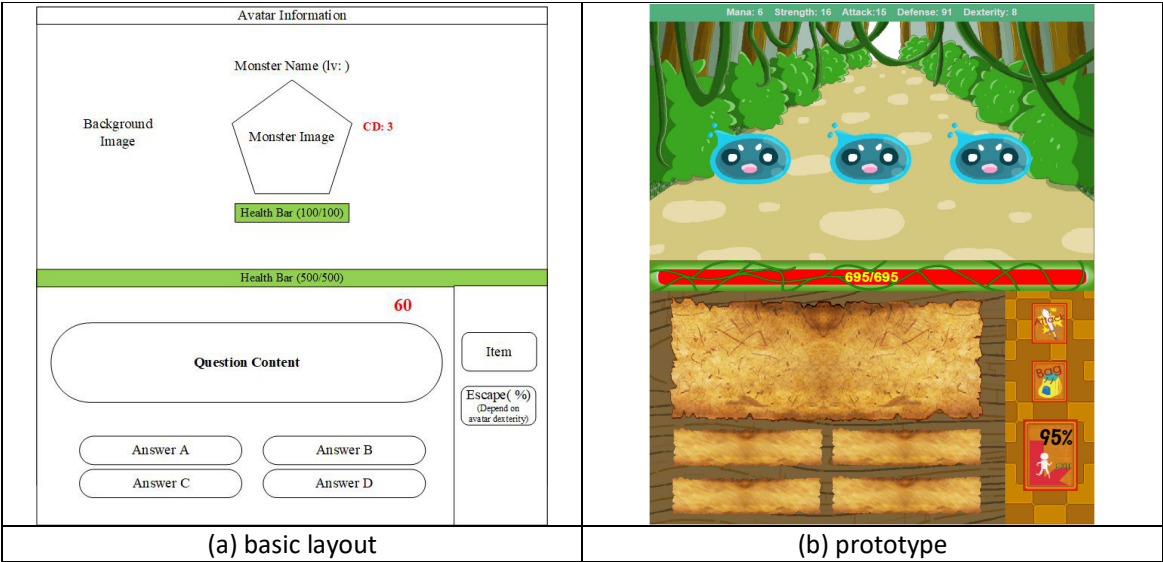 Avatar Information
Monster Name (lv: )
Background
Image
Monster Image
CD: 3
Health Bar (100/100)
Health Bar (500/500)
60
Question Content
Item
Escape( %)
(Depend on
avatar dexterity)
Answer A
Answer B
Answer C
Answer D
(a) basic layout
Mana: 6 Strength: 16 Attack:15 Defense: 91 Dexterity: 8
695/695
Bag
95%
(b) prototype